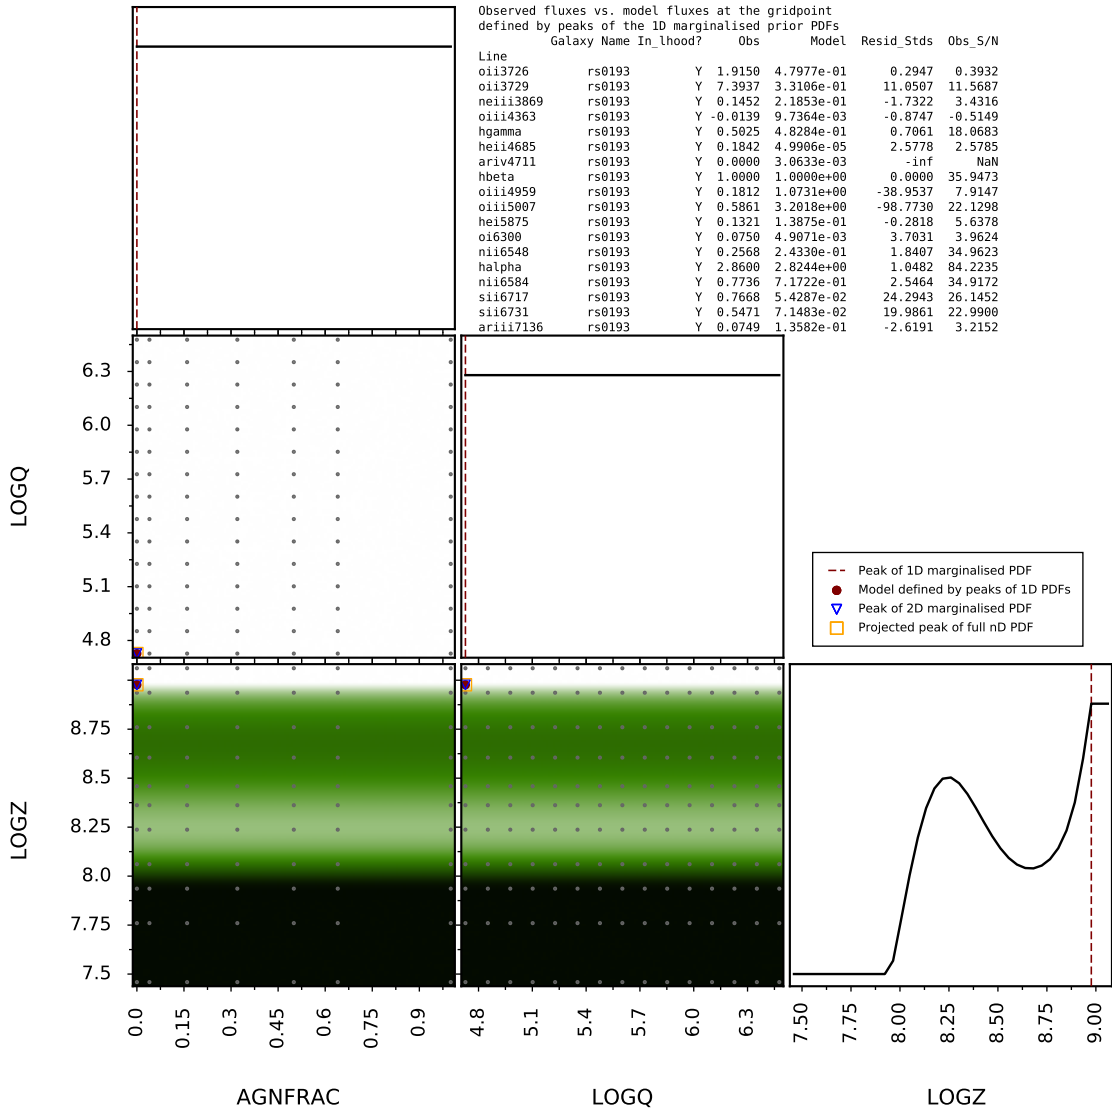 Observed fluxes vs. model fluxes at the gridpoint
defined by peaks of the 1D marginalised prior PDFs
Galaxy Name In_lhood? Obs Model Resid_Stds Obs_S/N
Line
oii3726 rs0193 Y 1.9150 4.7977e-01 0.2947 0.3932
oii3729 rs0193 Y 7.3937 3.3106e-01 11.0507 11.5687
neiii3869 rs0193 Y 0.1452 2.1853e-01 -1.7322 3.4316
oiii4363 rs0193 Y -0.0139 9.7364e-03 -0.8747 -0.5149
hgamma rs0193 Y 0.5025 4.8284e-01 0.7061 18.0683
heii4685 rs0193 Y 0.1842 4.9906e-05 2.5778 2.5785
ariv4711 rs0193 Y 0.0000 3.0633e-03 -inf NaN
hbeta rs0193 Y 1.0000 1.0000e+00 0.0000 35.9473
oiii4959 rs0193 Y 0.1812 1.0731e+00 -38.9537 7.9147
oiii5007 rs0193 Y 0.5861 3.2018e+00 -98.7730 22.1298
hei5875 rs0193 Y 0.1321 1.3875e-01 -0.2818 5.6378
oi6300 rs0193 Y 0.0750 4.9071e-03 3.7031 3.9624
nii6548 rs0193 Y 0.2568 2.4330e-01 1.8407 34.9623
halpha rs0193 Y 2.8600 2.8244e+00 1.0482 84.2235
nii6584 rs0193 Y 0.7736 7.1722e-01 2.5464 34.9172
sii6717 rs0193 Y 0.7668 5.4287e-02 24.2943 26.1452
sii6731 rs0193 Y 0.5471 7.1483e-02 19.9861 22.9900
ariii7136 rs0193 Y 0.0749 1.3582e-01 -2.6191 3.2152
LOGQ
6.3
6.0
5.7
5.4
5.1
4.8
Peak of 1D marginalised PDF
Model defined by peaks of 1D PDFs
Peak of 2D marginalised PDF
Projected peak of full nD PDF
LOGZ
8.75
8.5
8.25
8.0
7.75
7.5
0.0 0.15 0.3 0.45 0.6 0.75 0.9
4.8 5.1 5.4 5.7 6.0 6.3
7.50 7.75 8.00 8.25 8.50 8.75 9.00
AGNFRAC LOGQ LOGZ